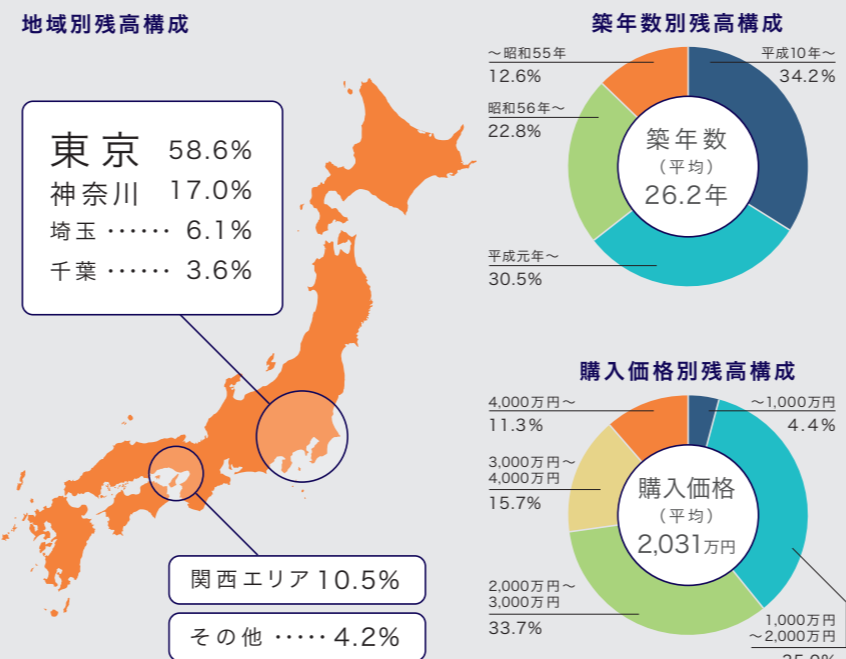 地域別残高構成
東京 58.6%
神奈川 17.0%
埼玉 ‥‥‥ 6.1%
千葉 ‥‥‥ 3.6%
関西エリア 10.5%
その他 ‥‥‥ 4.2%
築年数別残高構成
~昭和55年
12.6%
平成10年~
34.2%
昭和56年~
22.8%
平成元年~
30.5%
築年数
(平均)
26.2年
購入価格別残高構成
4,000万円~
11.3%
~1,000万円
4.4%
3,000万円~
4,000万円
15.7%
購入価格
(平均)
2,031万円
2,000万円~
3,000万円
33.7%
1,000万円
~2,000万円